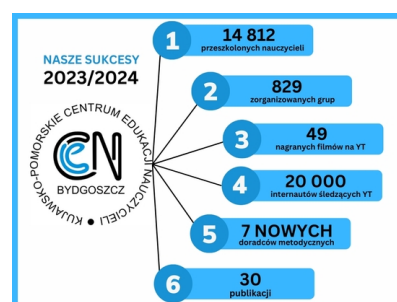 NASZE SUKCESY
2023/2024
KUJAWSKO-POMORSKIE CENTRUM EDUKACJI NAUCZYCIELI •
CEN
BYDGOSZCZ
1
14 812
przeszkolonych nauczycieli
2
829
zorganizowanych grup
3
49
nagranych filmów na YT
4
20 000
internautów śledzących YT
5
7 NOWYCH
doradców metodycznych
6
30
publikacji